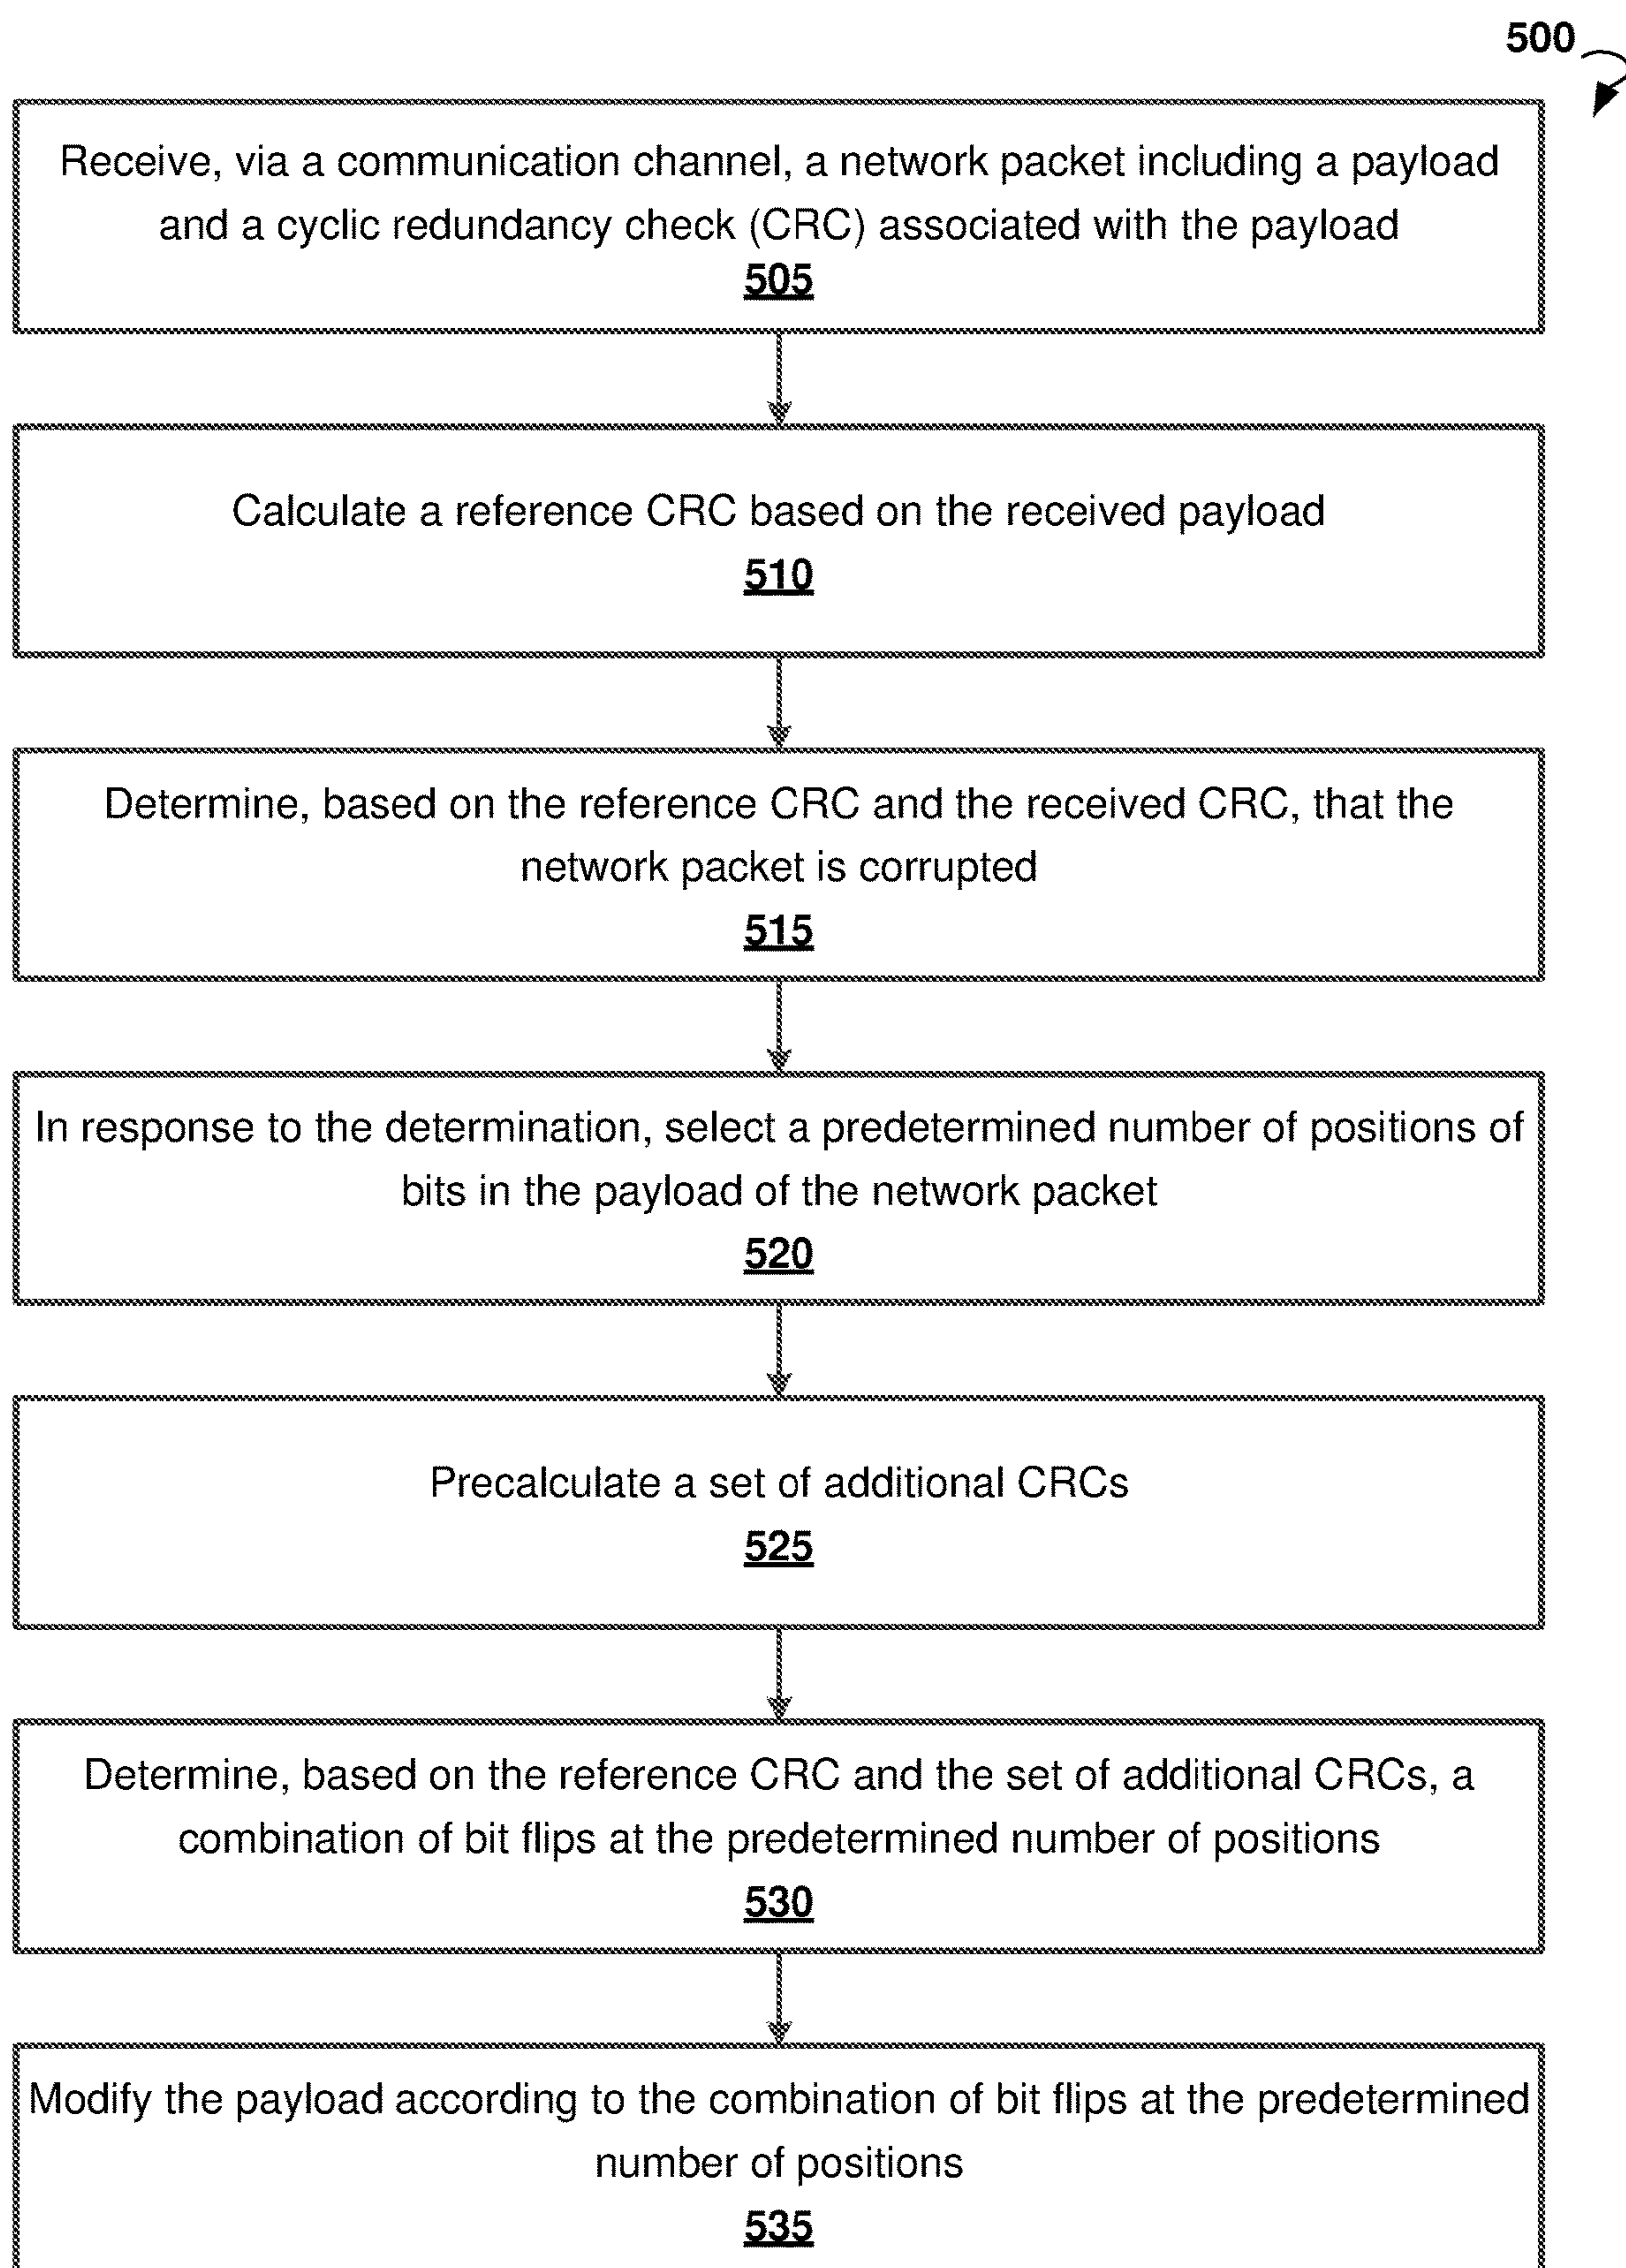 500
Receive, via a communication channel, a network packet including a payload
and a cyclic redundancy check (CRC) associated with the payload
505
Calculate a reference CRC based on the received payload
510
Determine, based on the reference CRC and the received CRC, that the
network packet is corrupted
515
In response to the determination, select a predetermined number of positions of
bits in the payload of the network packet
520
Precalculate a set of additional CRCs
525
Determine, based on the reference CRC and the set of additional CRCs, a
combination of bit flips at the predetermined number of positions
530
Modify the payload according to the combination of bit flips at the predetermined
number of positions
535